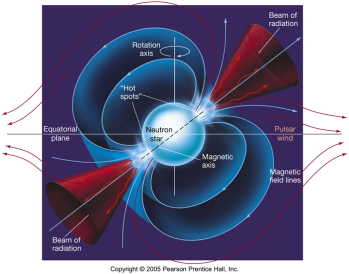 Beam of
radiation
Rotation
axis
"Hot
spots"
Equatorial
plane
Neutron
star
Pulsar
wind
Magnetic
axis
Magnetic
field lines
Beam of
radiation
Copyright © 2005 Pearson Prentice Hall, Inc.